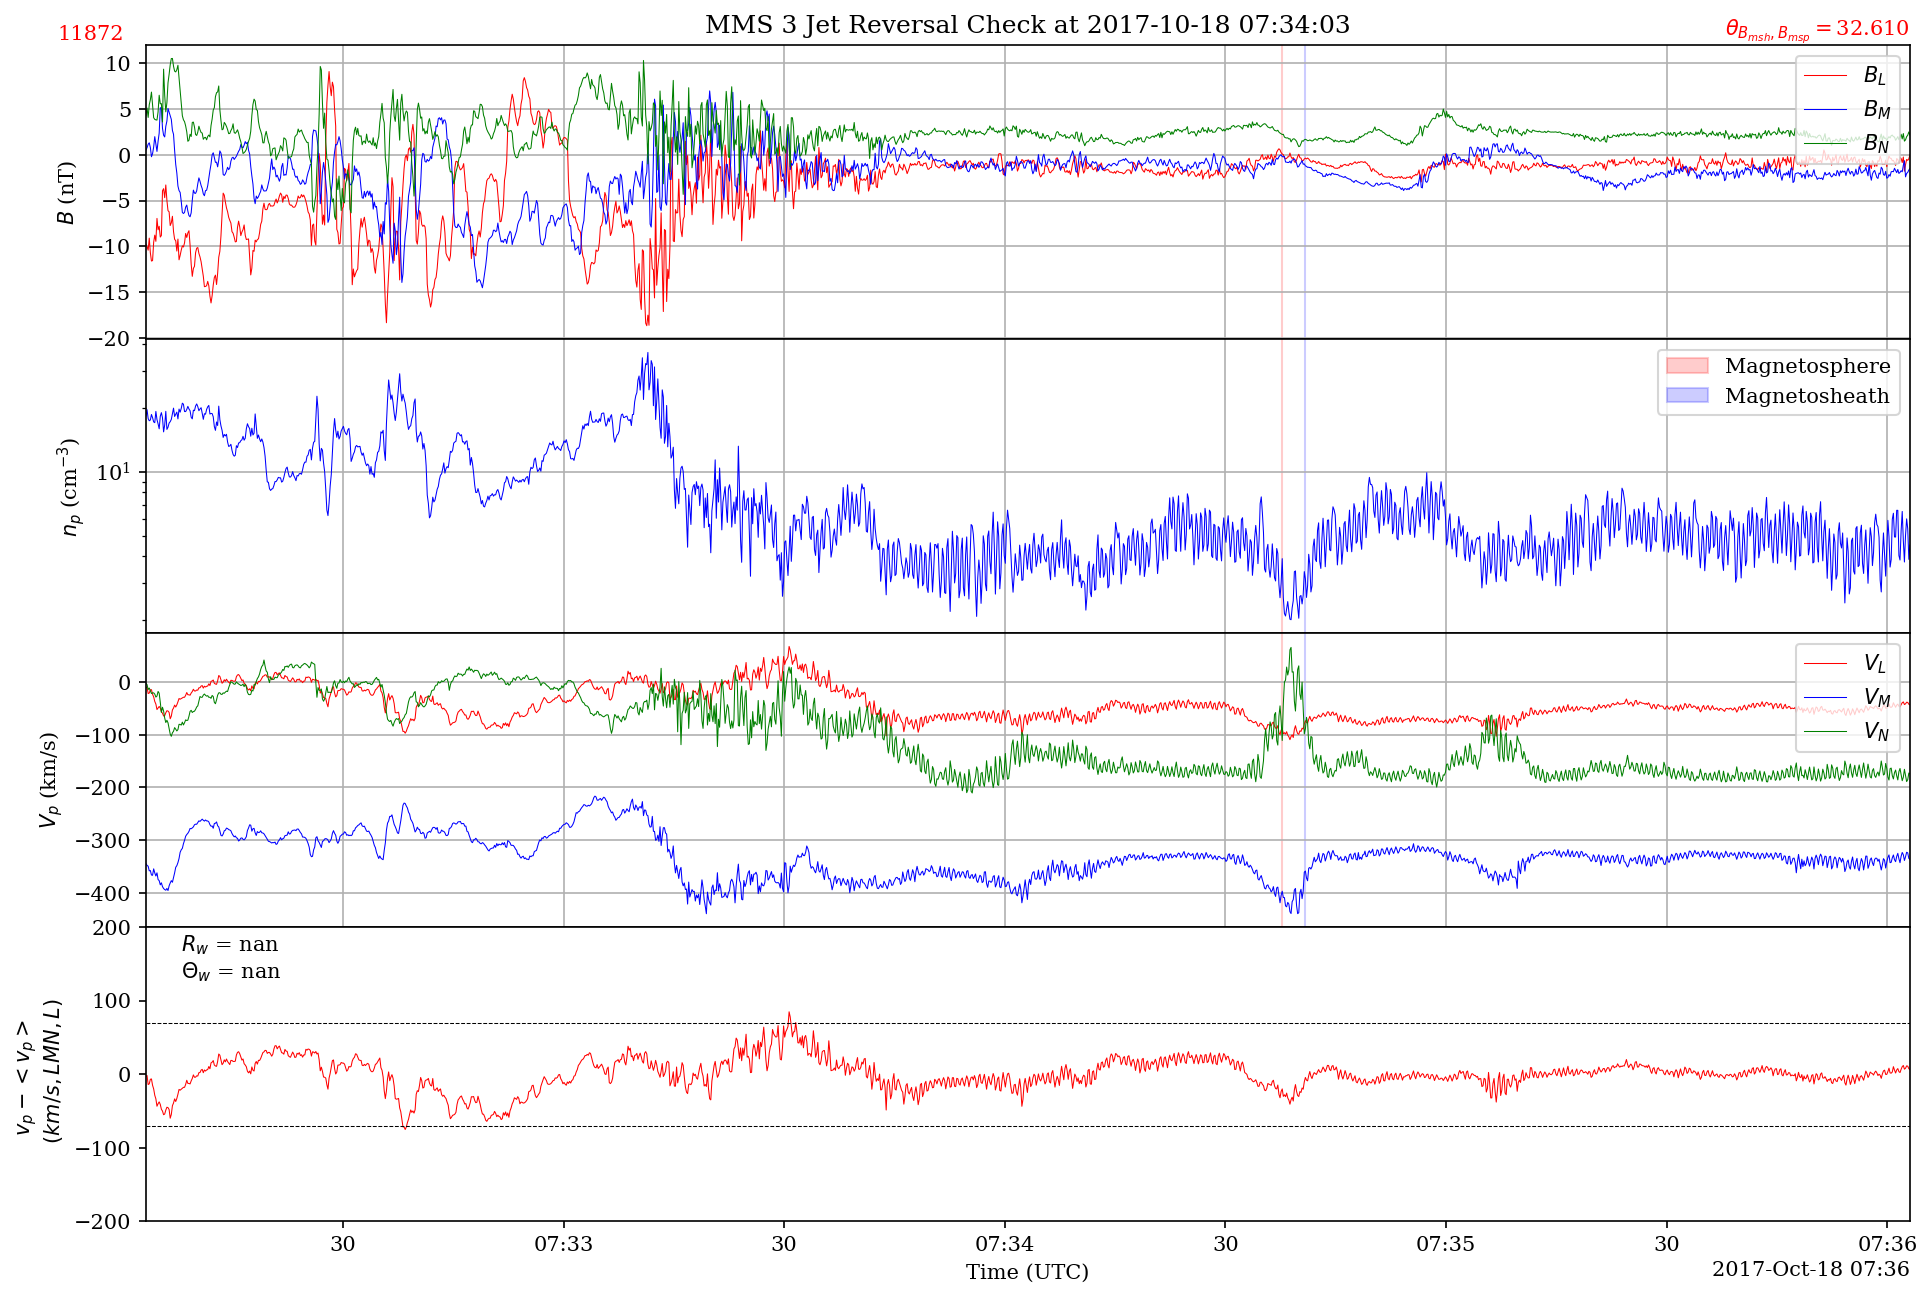 MMS 3 Jet Reversal Check at 2017-10-18 07:34:03
11872
θ_{B_{msh}, B_{msp}} = 32.610
10
5
0
−5
−10
−15
−20
B (nT)
B_L
B_M
B_N
10¹
n_p (cm⁻³)
Magnetosphere
Magnetosheath
0
−100
−200
−300
−400
V_p (km/s)
V_L
V_M
V_N
200
100
0
−100
−200
v_p − < v_p >
(km/s, LMN, L)
R_w = nan
Θ_w = nan
30
07:33
30
07:34
30
07:35
30
07:36
Time (UTC)
2017-Oct-18 07:36